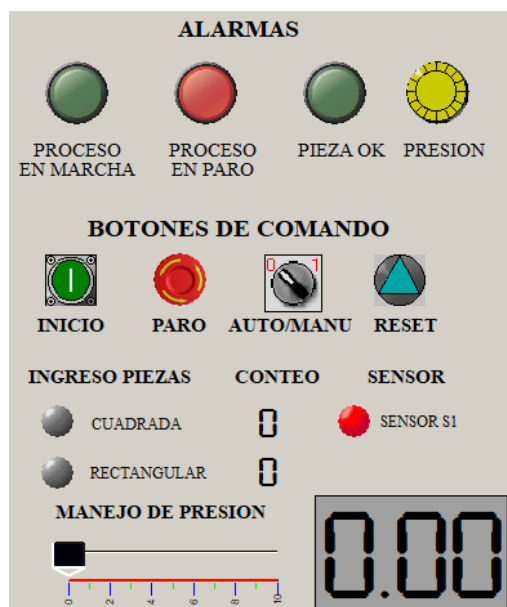 ALARMAS
PROCESO
EN MARCHA
PROCESO
EN PARO
PIEZA OK
PRESION
BOTONES DE COMANDO
0
1
INICIO
PARO
AUTO/MANU
RESET
INGRESO PIEZAS
CONTEO
SENSOR
CUADRADA
0
SENSOR S1
RECTANGULAR
0
MANEJO DE PRESION
0.00
0 2 4 6 8 10